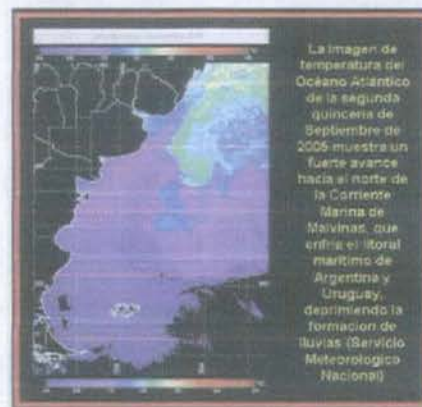 La imagen de
temperatura del
Océano Atlántico
de la segunda
quincena de
Septiembre de
2005 muestra un
fuerte avance
hacia el norte de
la Corriente
Marina de
Malvinas, que
enfría el litoral
marítimo de
Argentina y
Uruguay,
deprimiendo la
formación de
lluvias (Servicio
Meteorológico
Nacional)